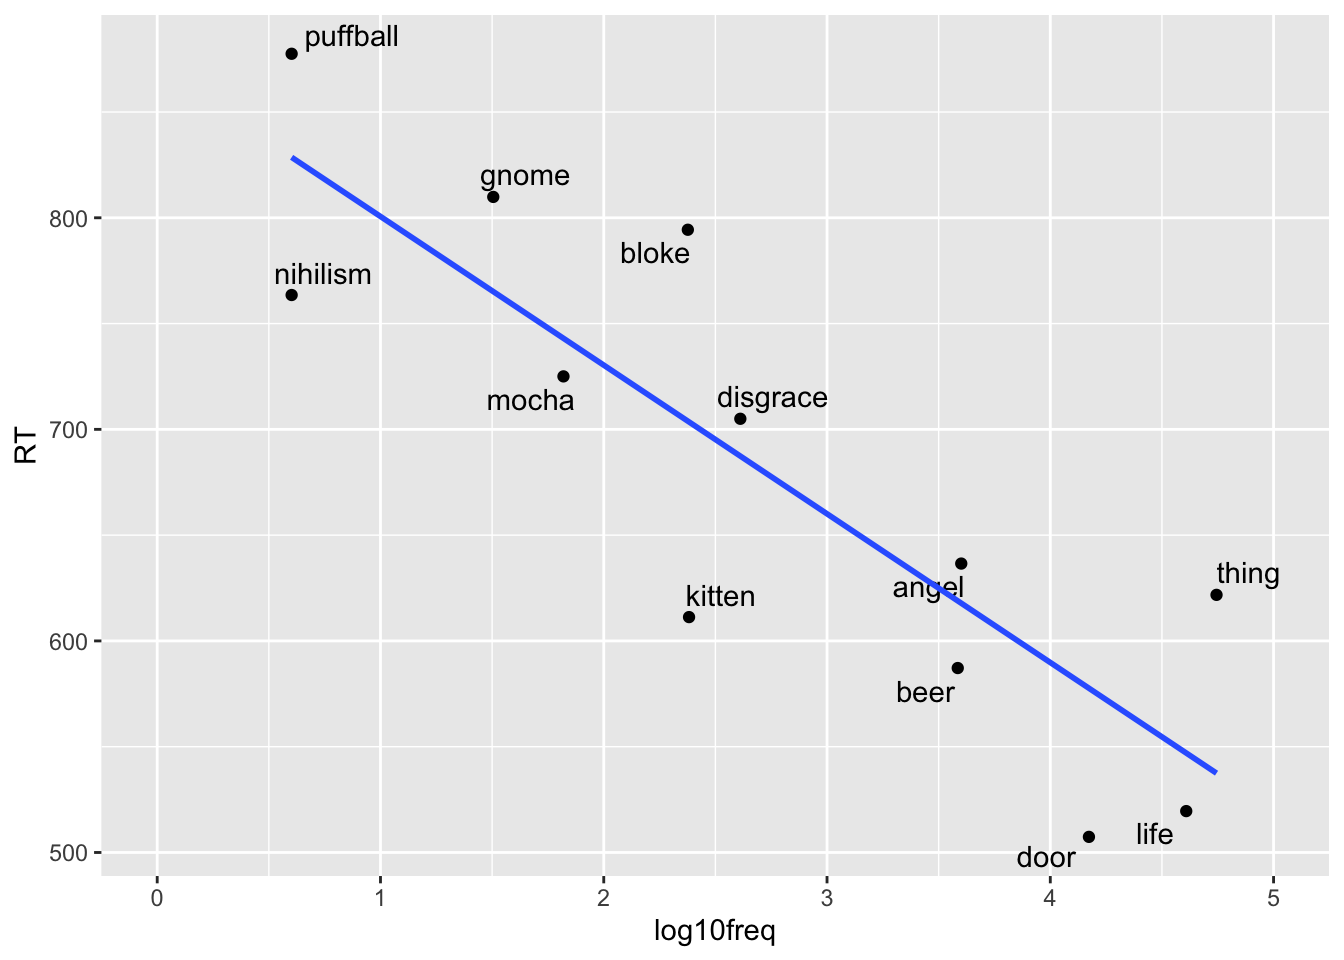 puffball
gnome
800
bloke
nihilism
mocha
disgrace
RT
700
angel
thing
kitten
600
beer
life
door
500
0 1 2 3 4 5
log10freq